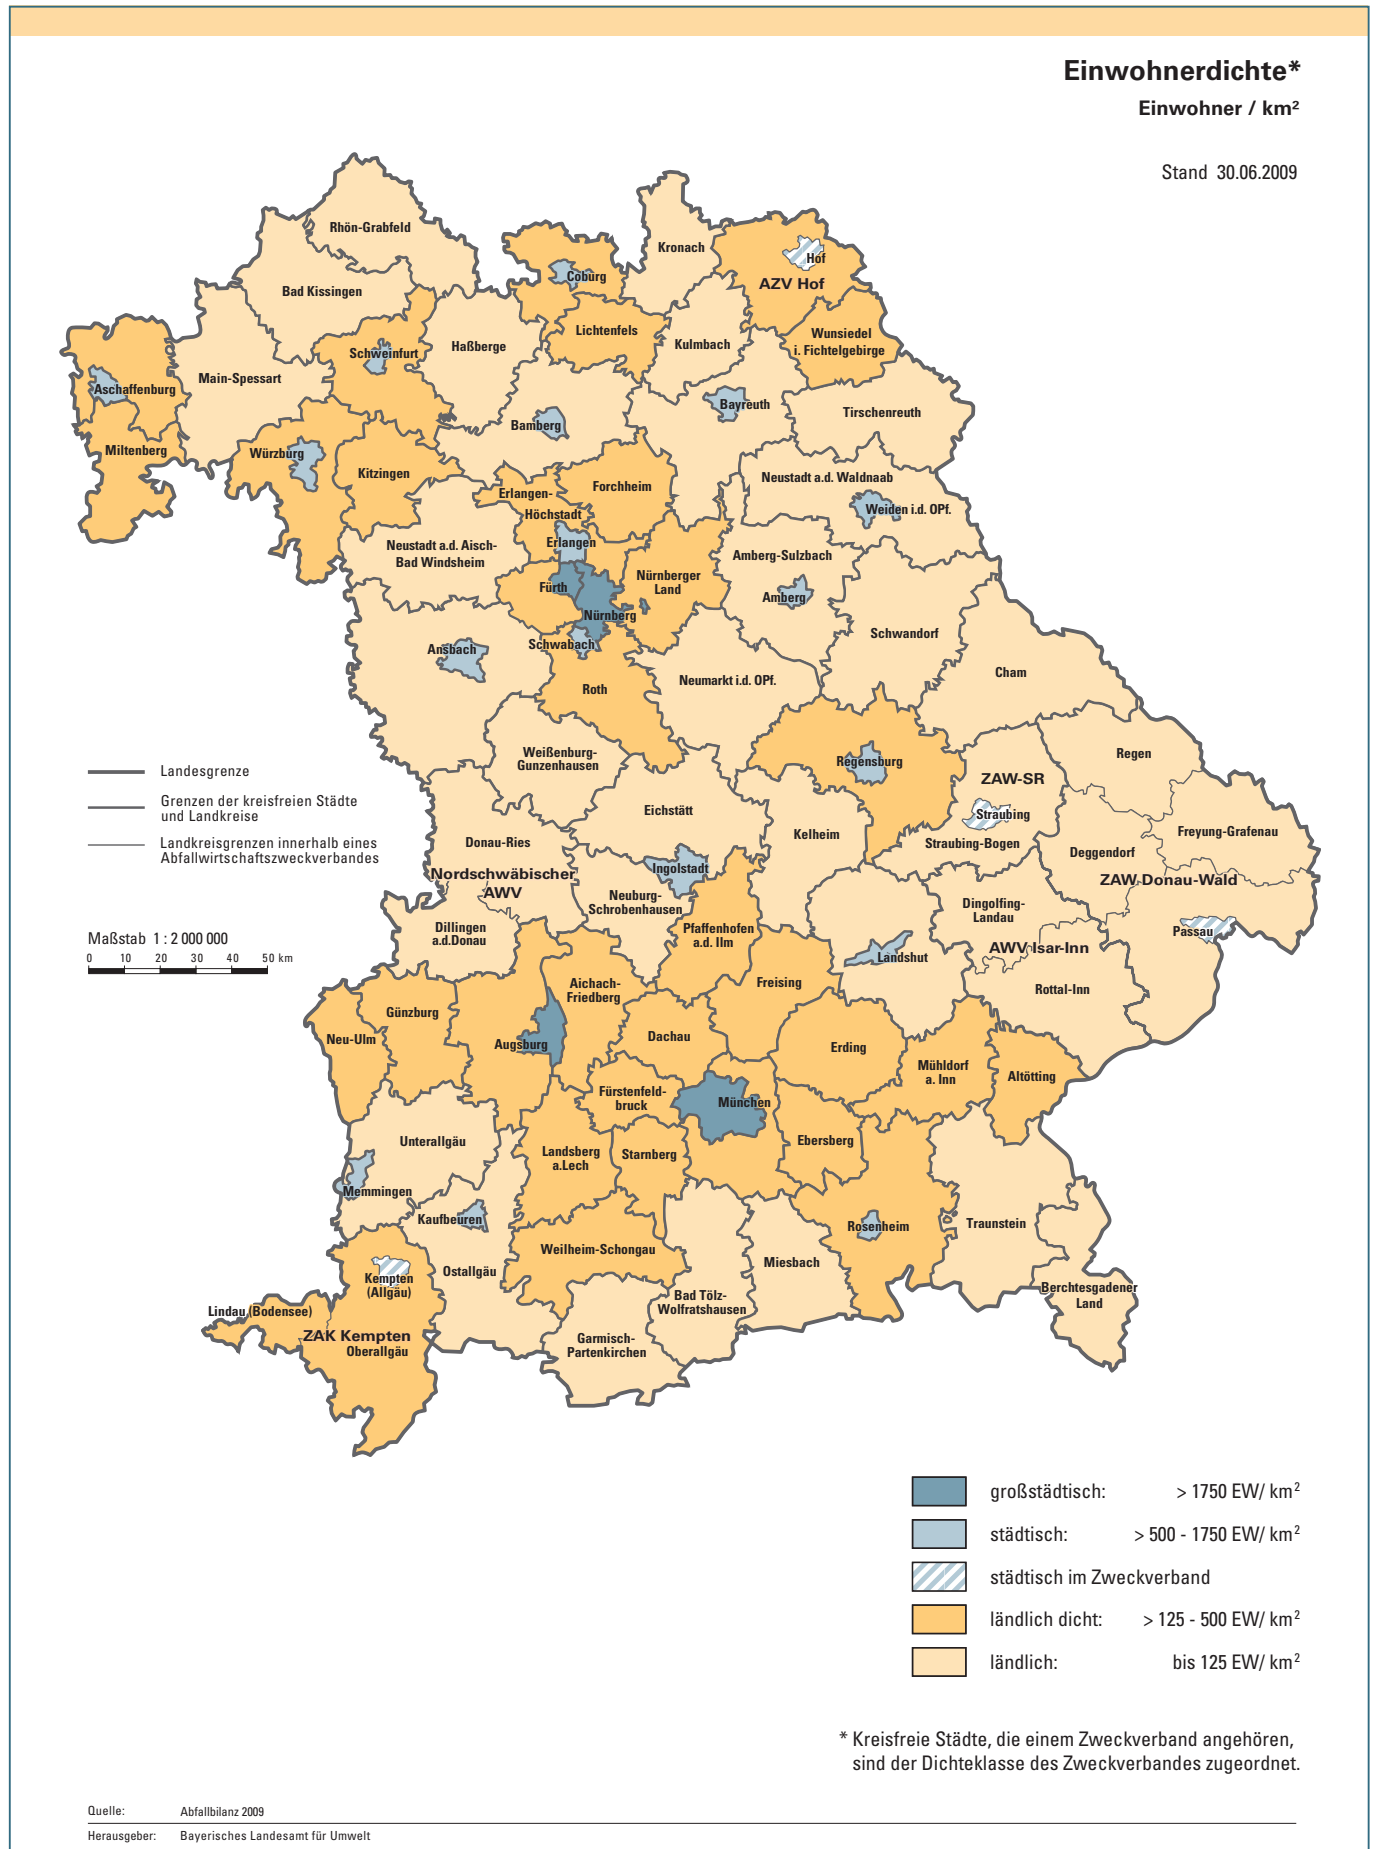 Einwohnerdichte*
Einwohner / km²
Stand 30.06.2009
Rhön-Grabfeld
Kronach
Hof
AZV Hof
Coburg
Bad Kissingen
Lichtenfels
Wunsiedel
i. Fichtelgebirge
Kulmbach
Haßberge
Schweinfurt
Main-Spessart
Aschaffenburg
Bayreuth
Tirschenreuth
Bamberg
Miltenberg
Würzburg
Kitzingen
Neustadt a.d. Waldnaab
Forchheim
Erlangen-
Höchstadt
Weiden i.d. OPf.
Erlangen
Neustadt a.d. Aisch-
Bad Windsheim
Amberg-Sulzbach
Nürnberger
Land
Fürth
Amberg
Nürnberg
Schwandorf
Schwabach
Ansbach
Cham
Neumarkt i.d. OPf.
Roth
Weißenburg-
Gunzenhausen
Regen
Regensburg
ZAW-SR
Straubing
Eichstätt
Kelheim
Freyung-Grafenau
Donau-Ries
Straubing-Bogen
Deggendorf
Ingolstadt
Nordschwäbischer
AWV
ZAW Donau-Wald
Neuburg-
Schrobenhausen
Dingolfing-
Landau
Dillingen
a.d.Donau
Pfaffenhofen
a.d. Ilm
Passau
AWV Isar-Inn
Landshut
Aichach-
Friedberg
Freising
Rottal-Inn
Günzburg
Neu-Ulm
Augsburg
Dachau
Erding
Mühldorf
a. Inn
Altötting
Fürstenfeld-
bruck
München
Unterallgäu
Landsberg
a.Lech
Starnberg
Ebersberg
Memmingen
Kaufbeuren
Rosenheim
Traunstein
Weilheim-Schongau
Miesbach
Ostallgäu
Kempten
(Allgäu)
Bad Tölz-
Wolfratshausen
Berchtesgadener
Land
Lindau (Bodensee)
ZAK Kempten
Oberallgäu
Garmisch-
Partenkirchen
Landesgrenze
Grenzen der kreisfreien Städte
und Landkreise
Landkreisgrenzen innerhalb eines
Abfallwirtschaftszweckverbandes
Maßstab 1 : 2 000 000
0 10 20 30 40 50 km
großstädtisch: > 1750 EW/ km²
städtisch: > 500 - 1750 EW/ km²
städtisch im Zweckverband
ländlich dicht: > 125 - 500 EW/ km²
ländlich: bis 125 EW/ km²
* Kreisfreie Städte, die einem Zweckverband angehören,
sind der Dichteklasse des Zweckverbandes zugeordnet.
Quelle: Abfallbilanz 2009
Herausgeber: Bayerisches Landesamt für Umwelt